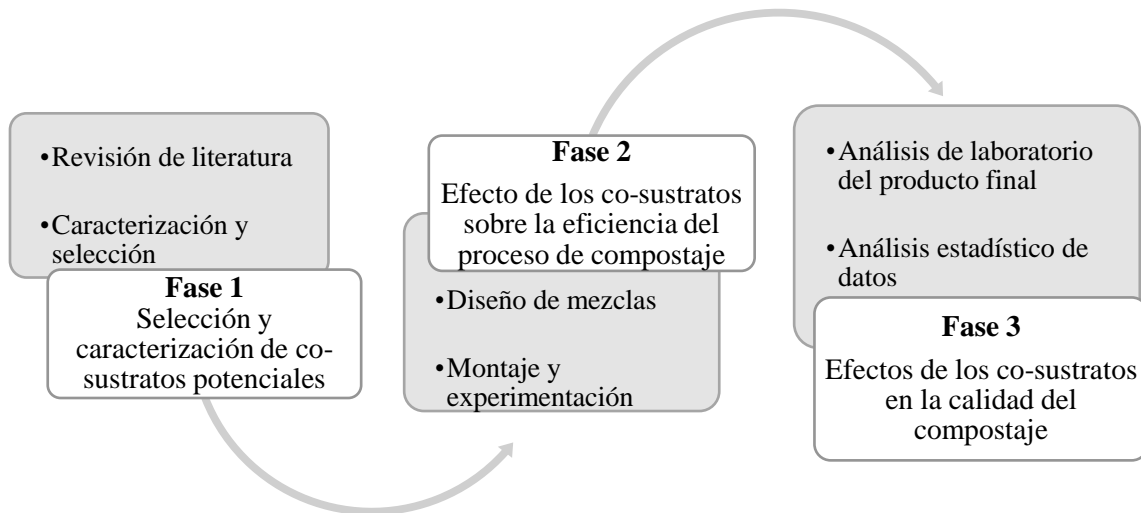 •Revisión de literatura
•Caracterización y
selección
Fase 1
Selección y
caracterización de co-
sustratos potenciales
Fase 2
Efecto de los co-sustratos
sobre la eficiencia del
proceso de compostaje
•Diseño de mezclas
•Montaje y
experimentación
•Análisis de laboratorio
del producto final
•Análisis estadístico de
datos
Fase 3
Efectos de los co-sustratos
en la calidad del
compostaje